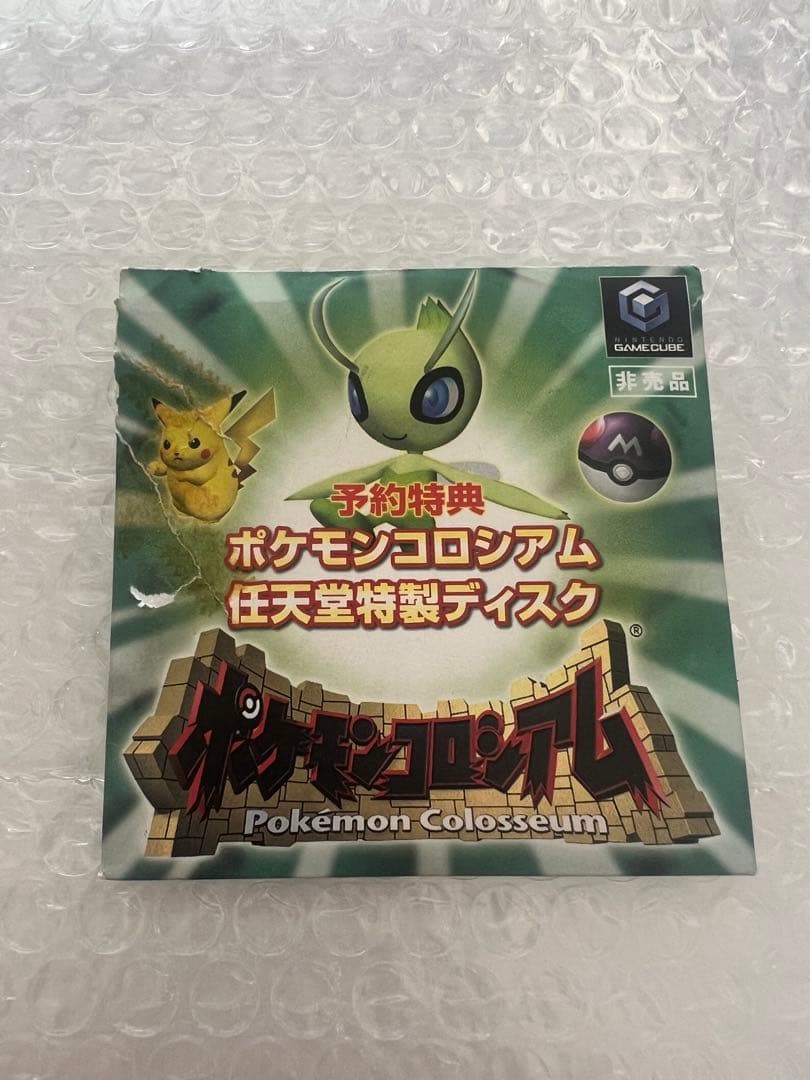 NINTENDO
GAMECUBE
非売品
M
予約特典
ポケモンコロシアム
任天堂特製ディスク
ポケモンコロシアム®
Pokémon Colosseum